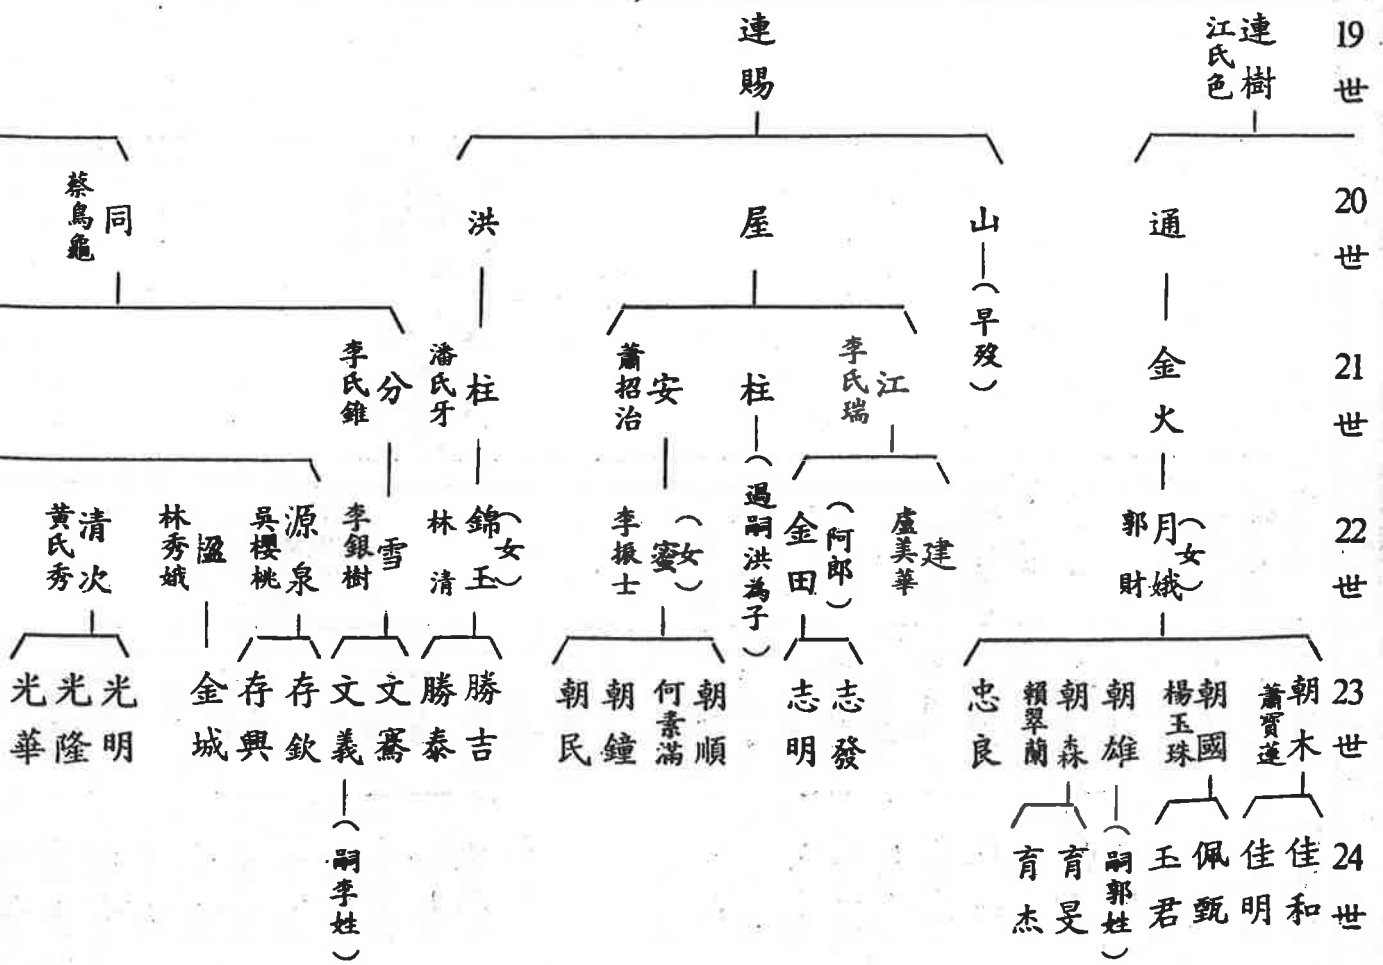 19世
連樹
江氏色
連賜
20世
通
山
（早歿）
屋
洪
同
蔡鳥龜
21世
金火
江
李氏瑞
柱
（過嗣洪為子）
安
蕭招治
柱
潘氏牙
分
李氏錐
22世
月娥
（女）
郭財
建
盧美華
金田
（阿郎）
蜜
（女）
李振士
錦玉
（女）
林清
雪
李銀樹
源泉
吳櫻桃
林秀娥
清次
黃氏秀
23世
朝木
蕭寶蓮
朝國
楊玉珠
朝雄
（嗣郭姓）
朝森
賴翠蘭
忠良
志發
志明
朝順
何素滿
朝鐘
朝民
勝吉
勝泰
文騫
文義
（嗣李姓）
存欽
存興
金城
光明
光隆
光華
24世
佳和
佳明
佩甄
玉君
育旻
育杰